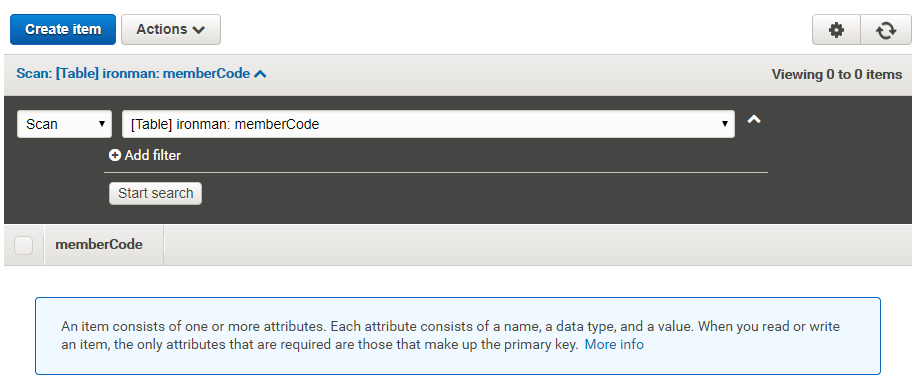 Create item
Actions
Scan: [Table] ironman: memberCode
Viewing 0 to 0 items
Scan
[Table] ironman: memberCode
Add filter
Start search
memberCode
An item consists of one or more attributes. Each attribute consists of a name, a data type, and a value. When you read or write
an item, the only attributes that are required are those that make up the primary key. More info